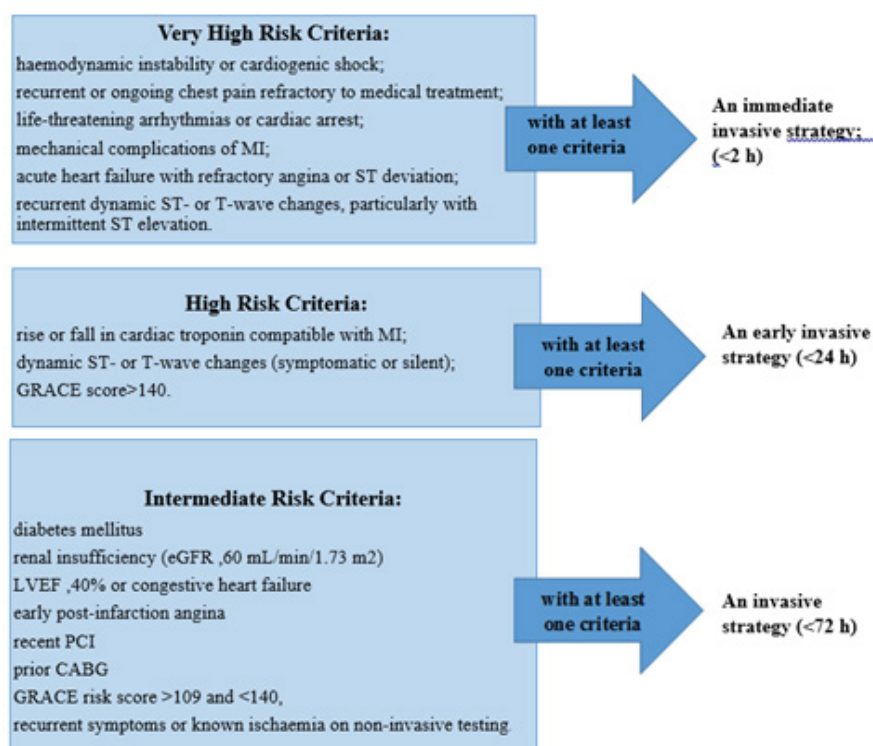 Very High Risk Criteria:
haemodynamic instability or cardiogenic shock;
recurrent or ongoing chest pain refractory to medical treatment;
life-threatening arrhythmias or cardiac arrest;
mechanical complications of MI;
acute heart failure with refractory angina or ST deviation;
recurrent dynamic ST- or T-wave changes, particularly with
intermittent ST elevation.
with at least
one criteria
An immediate
invasive strategy;
(<2 h)
High Risk Criteria:
rise or fall in cardiac troponin compatible with MI;
dynamic ST- or T-wave changes (symptomatic or silent);
GRACE score>140.
with at least
one criteria
An early invasive
strategy (<24 h)
Intermediate Risk Criteria:
diabetes mellitus
renal insufficiency (eGFR ,60 mL/min/1.73 m2)
LVEF ,40% or congestive heart failure
early post-infarction angina
recent PCI
prior CABG
GRACE risk score >109 and <140,
recurrent symptoms or known ischaemia on non-invasive testing.
with at least
one criteria
An invasive
strategy (<72 h)